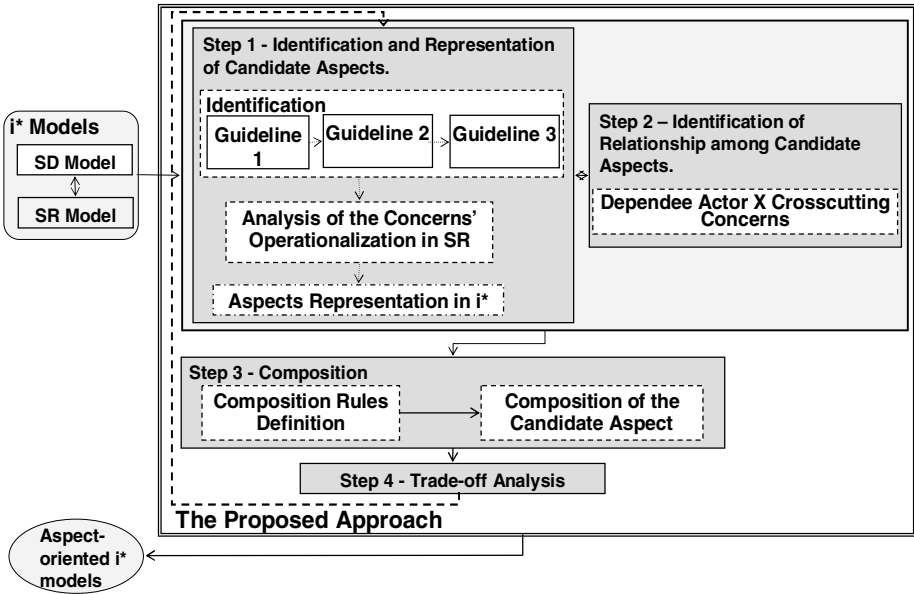 i* Models
SD Model
SR Model
Step 1 - Identification and Representation
of Candidate Aspects.
Identification
Guideline
1
Guideline 2
Guideline 3
Analysis of the Concerns’
Operationalization in SR
Aspects Representation in i*
Step 2 – Identification of
Relationship among Candidate
Aspects.
Dependee Actor X Crosscutting
Concerns
Step 3 - Composition
Composition Rules
Definition
Composition of the
Candidate Aspect
Step 4 - Trade-off Analysis
The Proposed Approach
Aspect-
oriented i*
models